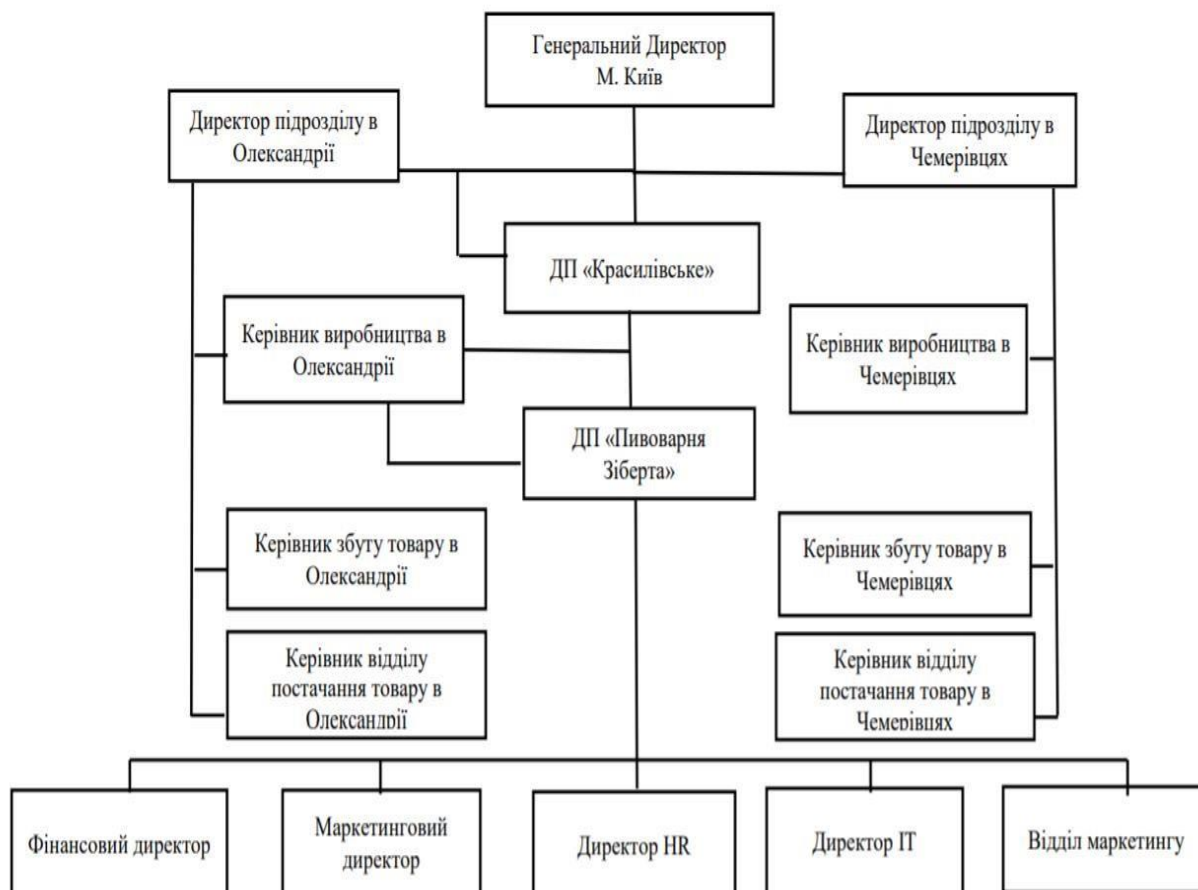 Генеральний Директор
М. Київ
Директор підрозділу в
Олександрії
Директор підрозділу в
Чемерівцях
ДП «Красилівське»
Керівник виробництва в
Олександрії
Керівник виробництва в
Чемерівцях
ДП «Пивоварня
Зіберта»
Керівник збуту товару в
Олександрії
Керівник збуту товару в
Чемерівцях
Керівник відділу
постачання товару в
Олександрії
Керівник відділу
постачання товару в
Чемерівцях
Фінансовий директор
Маркетинговий
директор
Директор HR
Директор IT
Відділ маркетингу